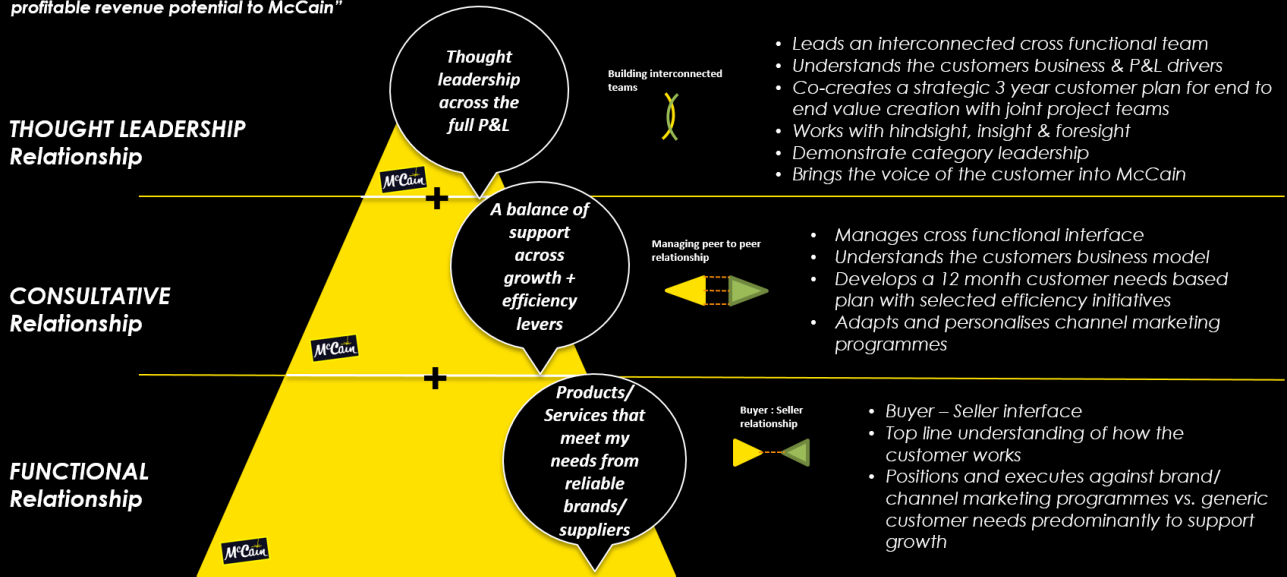 profitable revenue potential to McCain”
Thought
leadership
across the
full P&L
Building interconnected
teams
• Leads an interconnected cross functional team
• Understands the customers business & P&L drivers
• Co-creates a strategic 3 year customer plan for end to
end value creation with joint project teams
• Works with hindsight, insight & foresight
• Demonstrate category leadership
• Brings the voice of the customer into McCain
THOUGHT LEADERSHIP
Relationship
McCain
+
A balance of
support
across
growth +
efficiency
levers
Managing peer to peer
relationship
• Manages cross functional interface
• Understands the customers business model
• Develops a 12 month customer needs based
plan with selected efficiency initiatives
• Adapts and personalises channel marketing
programmes
CONSULTATIVE
Relationship
McCain
+
Products/
Services that
meet my
needs from
reliable
brands/
suppliers
Buyer : Seller
relationship
• Buyer – Seller interface
• Top line understanding of how the
customer works
• Positions and executes against brand/
channel marketing programmes vs. generic
customer needs predominantly to support
growth
FUNCTIONAL
Relationship
McCain